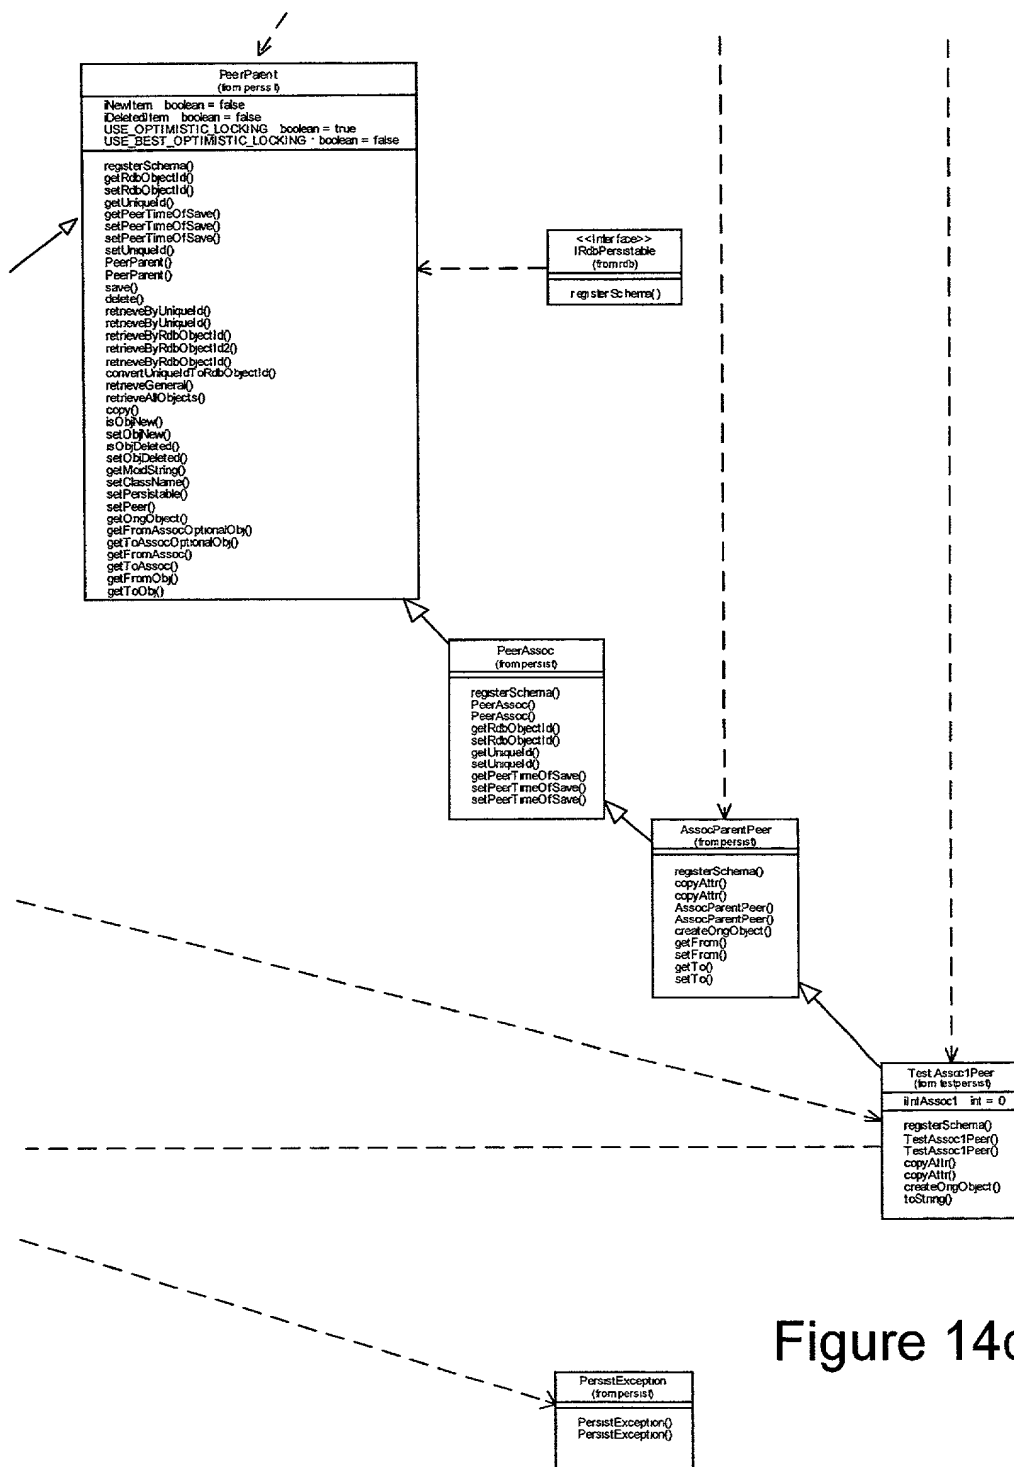 PeerParent
(from persist)
iNewItem boolean = false
iDeletedItem boolean = false
USE_OPTIMISTIC_LOCKING boolean = true
USE_BEST_OPTIMISTIC_LOCKING : boolean = false
registerSchema()
getRdbObjectId()
setRdbObjectId()
getUniqueId()
getPeerTimeOfSave()
setPeerTimeOfSave()
setPeerTimeOfSave()
setUniqueId()
PeerParent()
PeerParent()
save()
delete()
retrieveByUniqueId()
retrieveByUniqueId()
retrieveByRdbObjectId()
retrieveByRdbObjectId2()
retrieveByRdbObjectId()
convertUniqueIdToRdbObjectId()
retrieveGeneral()
retrieveAllObjects()
copy()
isObjNew()
setObjNew()
isObjDeleted()
setObjDeleted()
getModString()
setClassName()
setPersistable()
setPeer()
getOrigObject()
getFromAssocOptionalObj()
getToAssocOptionalObj()
getFromAssoc()
getToAssoc()
getFromObj()
getToObj()
<<Interface>>
IRdbPersistable
(from rdb)
registerSchema()
PeerAssoc
(from persist)
registerSchema()
PeerAssoc()
PeerAssoc()
getRdbObjectId()
setRdbObjectId()
getUniqueId()
setUniqueId()
getPeerTimeOfSave()
setPeerTimeOfSave()
setPeerTimeOfSave()
AssocParentPeer
(from persist)
registerSchema()
copyAttr()
copyAttr()
AssocParentPeer()
AssocParentPeer()
createOrigObject()
getFrom()
setFrom()
getTo()
setTo()
TestAssoc1Peer
(from testpersist)
iIntAssoc1 int = 0
registerSchema()
TestAssoc1Peer()
TestAssoc1Peer()
copyAttr()
copyAttr()
createOrigObject()
toString()
Figure 14c
PersistException
(from persist)
PersistException()
PersistException()